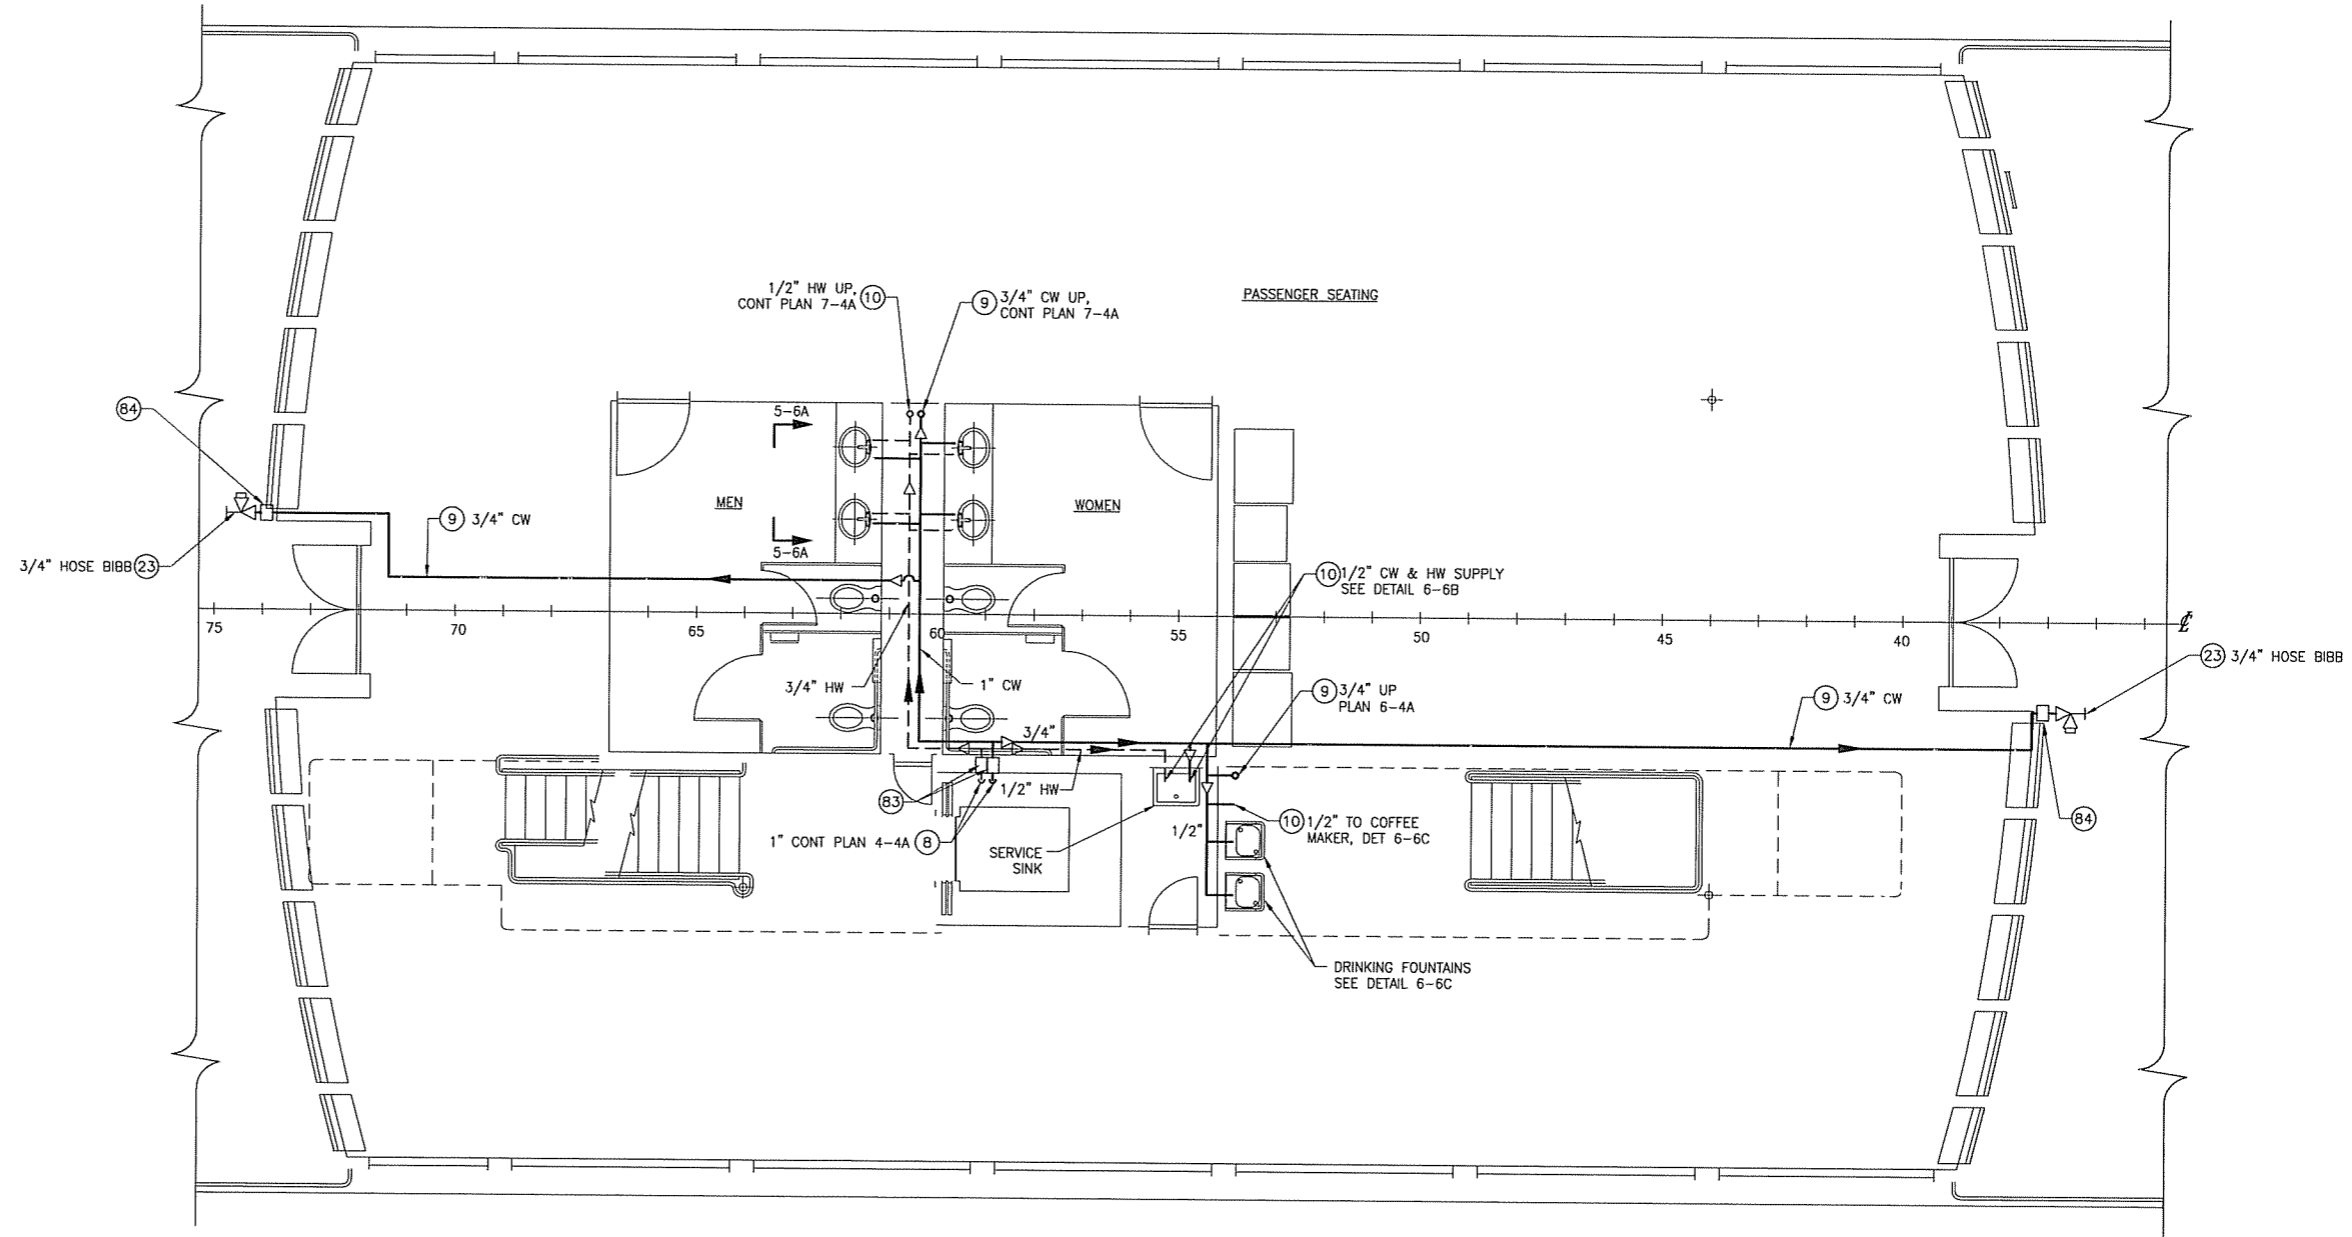 1/2" HW UP,
CONT PLAN 7-4A
10
9
3/4" CW UP,
CONT PLAN 7-4A
PASSENGER SEATING
84
5-6A
MEN
WOMEN
9 3/4" CW
5-6A
3/4" HOSE BIBB 23
10 1/2" CW & HW SUPPLY
SEE DETAIL 6-6B
75
70
65
60
55
50
45
40
℄
23 3/4" HOSE BIBB
3/4" HW
1" CW
9 3/4" UP
PLAN 6-4A
9 3/4" CW
3/4"
83
1/2" HW
1" CONT PLAN 4-4A 8
SERVICE
SINK
1/2"
10 1/2" TO COFFEE
MAKER, DET 6-6C
84
DRINKING FOUNTAINS
SEE DETAIL 6-6C